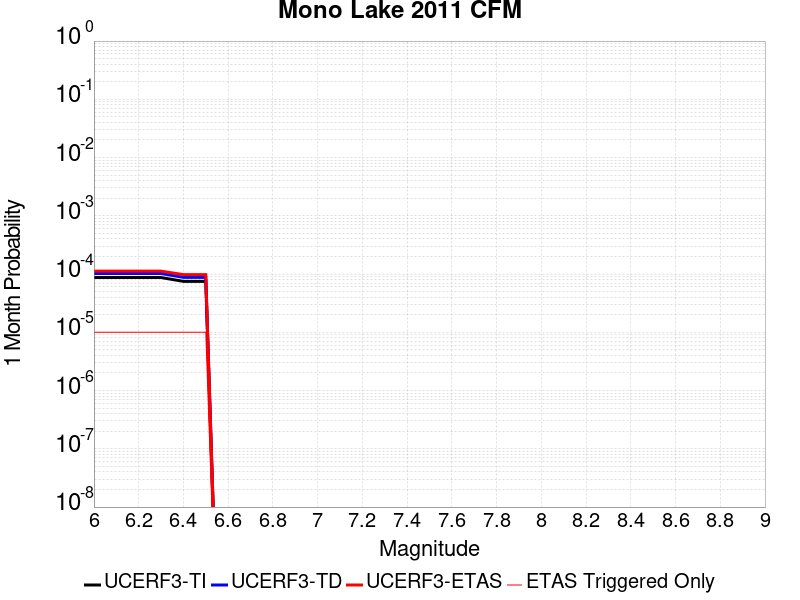 Mono Lake 2011 CFM
10^0
10^-1
10^-2
10^-3
10^-4
10^-5
10^-6
10^-7
10^-8
1 Month Probability
6 6.2 6.4 6.6 6.8 7 7.2 7.4 7.6 7.8 8 8.2 8.4 8.6 8.8 9
Magnitude
UCERF3-TI UCERF3-TD UCERF3-ETAS ETAS Triggered Only